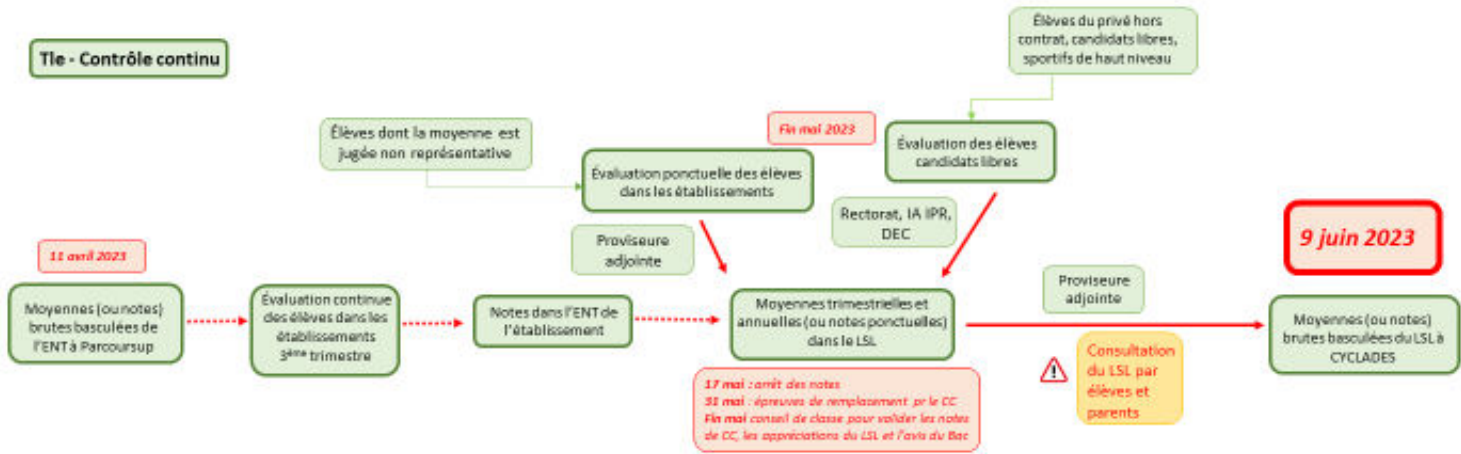 Tle - Contrôle continu
Élèves du privé hors
contrat, candidats libres,
sportifs de haut niveau
Élèves dont la moyenne est
jugée non représentative
Fin mai 2023
Évaluation des élèves
candidats libres
Évaluation ponctuelle des élèves
dans les établissements
Rectorat, IA IPR,
DEC
Proviseure
adjointe
9 juin 2023
11 avril 2023
Moyennes (ou notes)
brutes basculées de
l'ENT à Parcoursup
Évaluation continue
des élèves dans les
établissements
3ème trimestre
Notes dans l'ENT de
l'établissement
Moyennes trimestrielles et
annuelles (ou notes ponctuelles)
dans le LSL
Proviseure
adjointe
Moyennes (ou notes)
brutes basculées du LSL à
CYCLADES
17 mai : arrêt des notes
31 mai : épreuves de remplacement pr le CC
Fin mai conseil de classe pour valider les notes
de CC, les appréciations du LSL et l'avis du Bac
Consultation
du LSL par
élèves et
parents